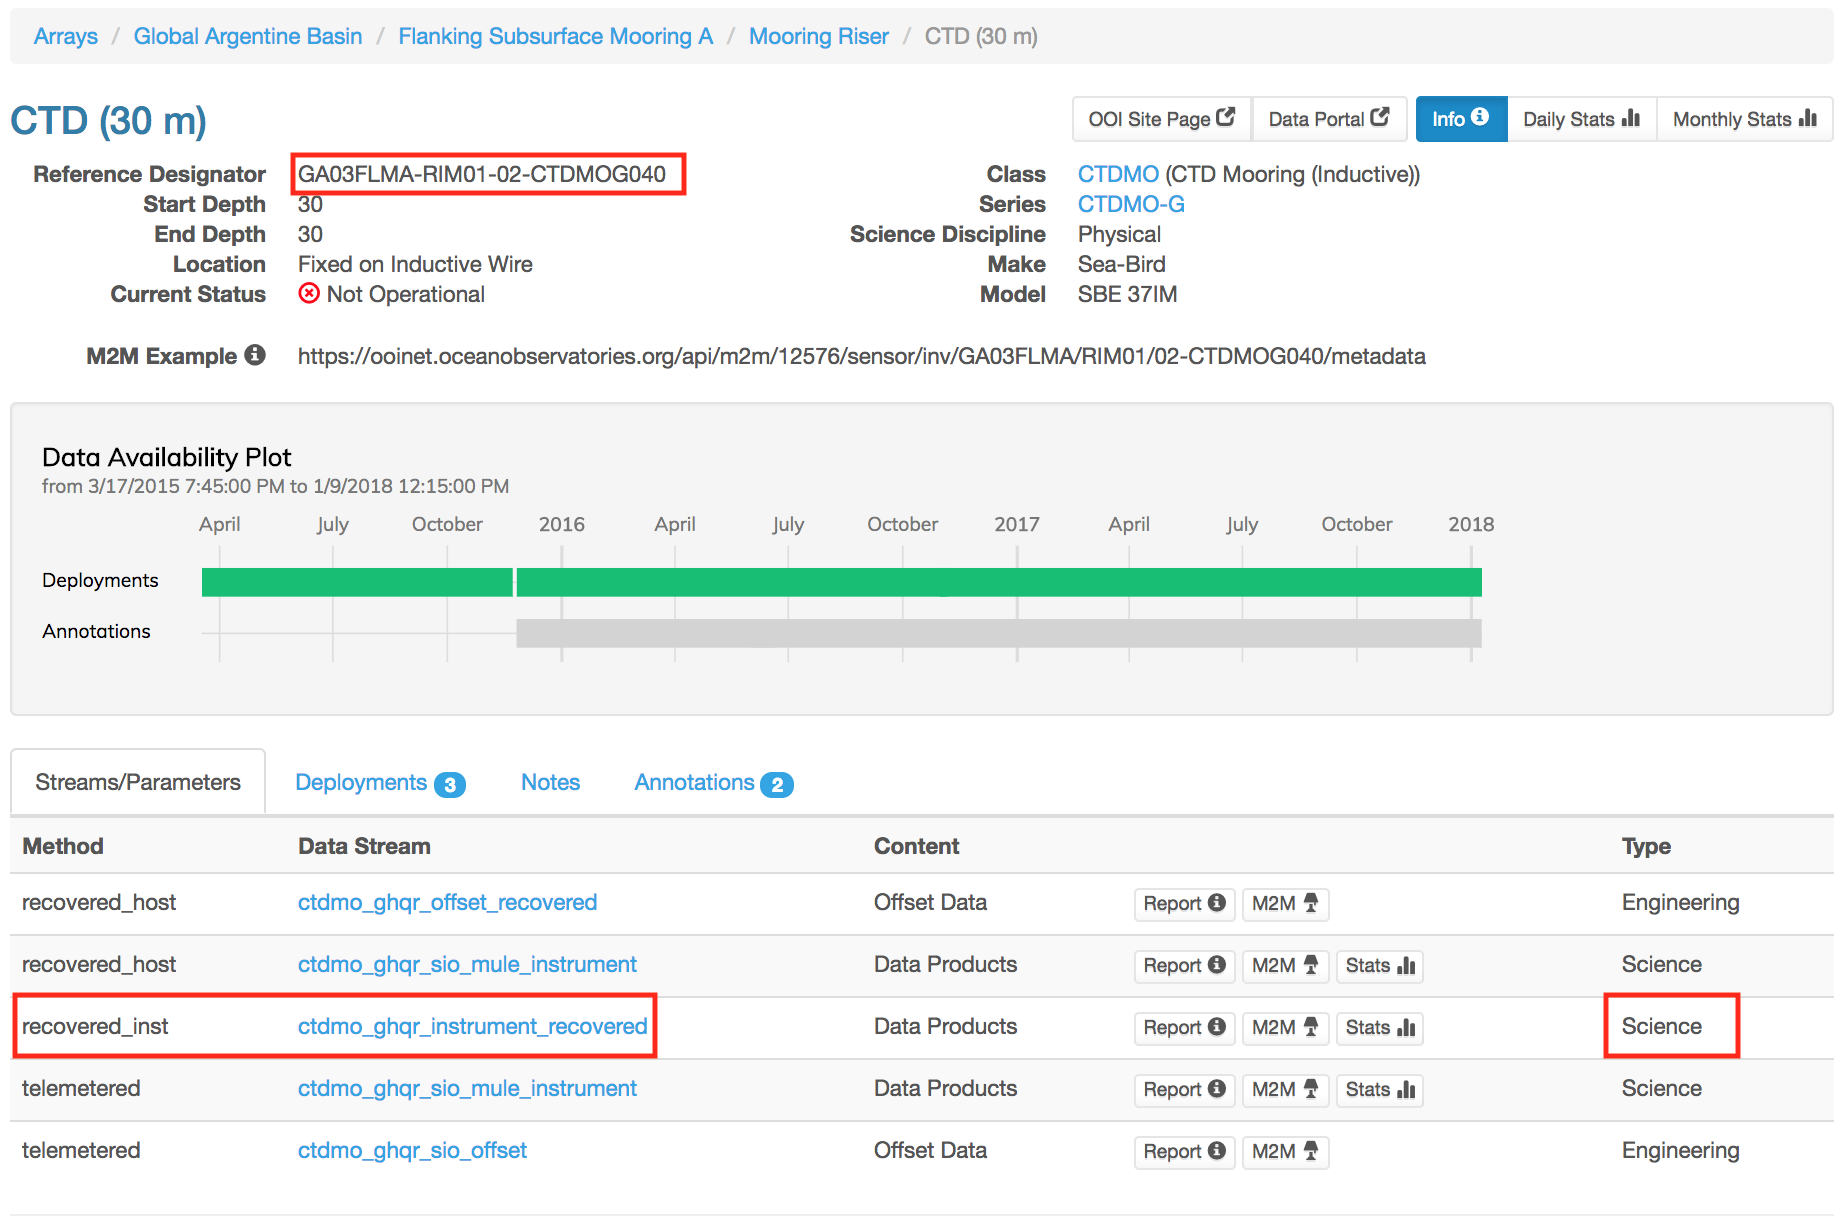 Arrays / Global Argentine Basin / Flanking Subsurface Mooring A / Mooring Riser / CTD (30 m)
CTD (30 m)
OOI Site Page Data Portal Info Daily Stats Monthly Stats
Reference Designator GA03FLMA-RIM01-02-CTDMOG040
Start Depth 30
End Depth 30
Location Fixed on Inductive Wire
Current Status Not Operational
Class CTDMO (CTD Mooring (Inductive))
Series CTDMO-G
Science Discipline Physical
Make Sea-Bird
Model SBE 37IM
M2M Example https://ooinet.oceanobservatories.org/api/m2m/12576/sensor/inv/GA03FLMA/RIM01/02-CTDMOG040/metadata
Data Availability Plot
from 3/17/2015 7:45:00 PM to 1/9/2018 12:15:00 PM
April July October 2016 April July October 2017 April July October 2018
Deployments
Annotations
Streams/Parameters Deployments 3 Notes Annotations 2
Method Data Stream Content Type
recovered_host ctdmo_ghqr_offset_recovered Offset Data Report M2M Engineering
recovered_host ctdmo_ghqr_sio_mule_instrument Data Products Report M2M Stats Science
recovered_inst ctdmo_ghqr_instrument_recovered Data Products Report M2M Stats Science
telemetered ctdmo_ghqr_sio_mule_instrument Data Products Report M2M Stats Science
telemetered ctdmo_ghqr_sio_offset Offset Data Report M2M Engineering